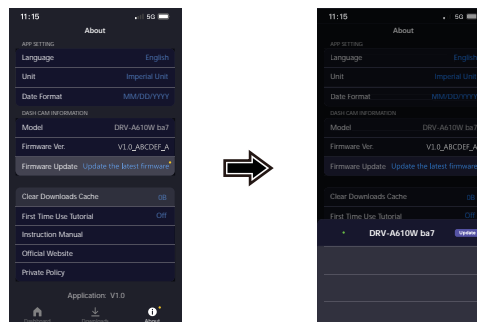 11:15
5G
About
APP SETTING
Language English
Unit Imperial Unit
Date Format MM/DD/YYYY
DASH CAM INFORMATION
Model DRV-A610W ba7
Firmware Ver. V1.0_ABCDEF_A
Firmware Update Update the latest firmware
Clear Downloads Cache 0B
First Time Use Tutorial Off
Instruction Manual
Official Website
Private Policy
Application: V1.0
Dashboard Downloads About
11:15
5G
About
APP SETTING
Language English
Unit Imperial Unit
Date Format MM/DD/YYYY
DASH CAM INFORMATION
Model DRV-A610W ba7
Firmware Ver. V1.0_ABCDEF_A
Firmware Update Update the latest firmware
Clear Downloads Cache 0B
First Time Use Tutorial Off
DRV-A610W ba7 Update